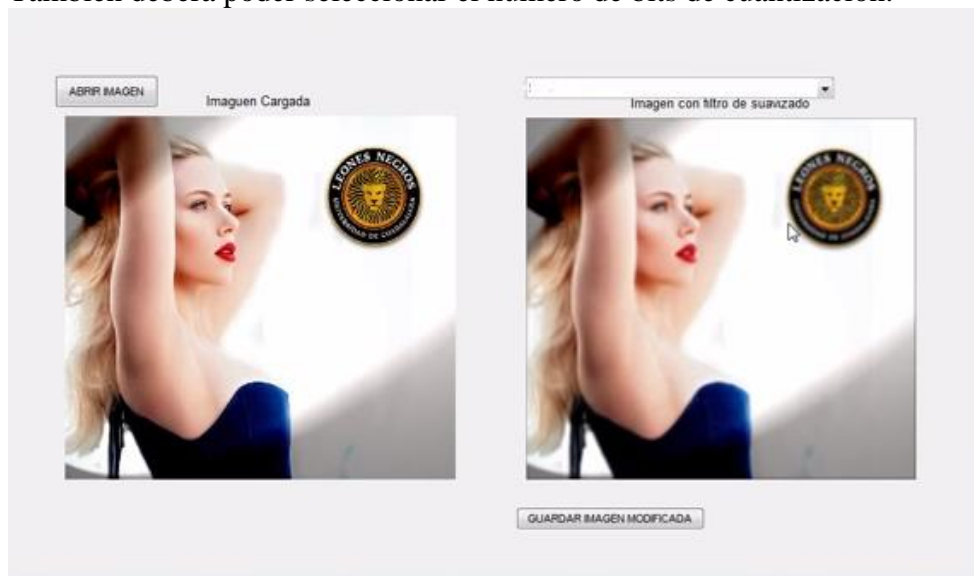 También deberá poder seleccionar el número de bits de cuantización.
ABRIR IMAGEN
Imaguen Cargada
Imagen con filtro de suavizado
LEONES NEGROS
UNIVERSIDAD DE GUADALAJARA
LEONES NEGROS
GUARDAR IMAGEN MODIFICADA